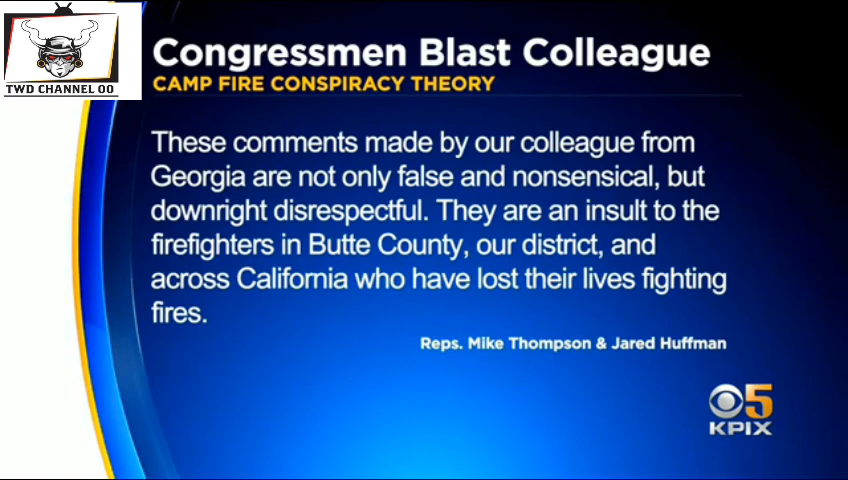 TWD CHANNEL OO
Congressmen Blast Colleague
CAMP FIRE CONSPIRACY THEORY
These comments made by our colleague from
Georgia are not only false and nonsensical, but
downright disrespectful. They are an insult to the
firefighters in Butte County, our district, and
across California who have lost their lives fighting
fires.
Reps. Mike Thompson & Jared Huffman
5
KPIX